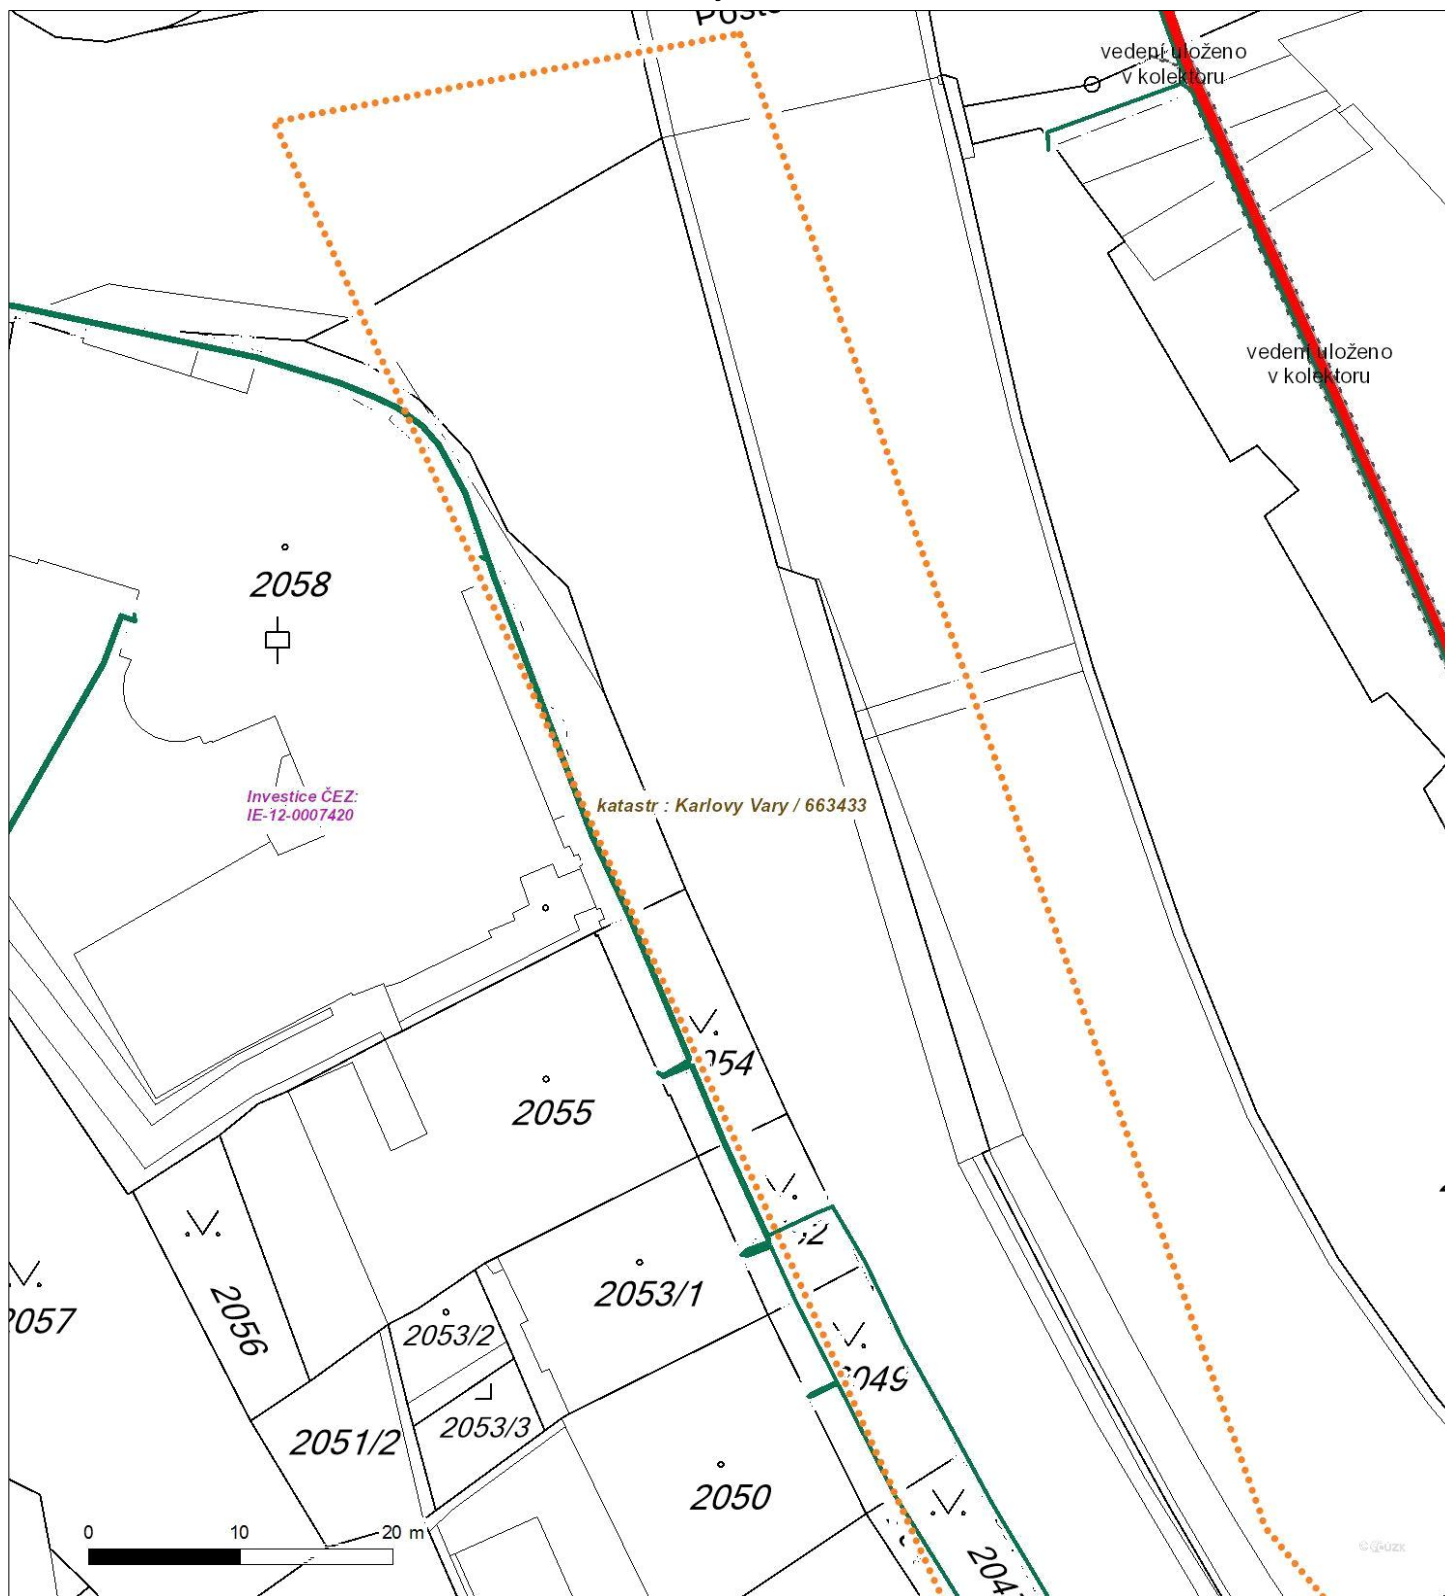 vedení uloženo
v kolektoru
vedení uloženo
v kolektoru
2058
Investice ČEZ:
IE-12-0007420
katastr : Karlovy Vary / 663433
2055
2053/1
2056
2053/2
2053/3
2051/2
2050
0 10 20 m